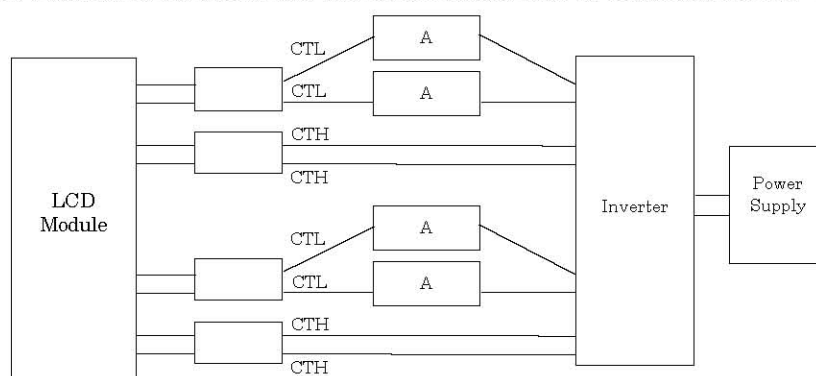 CTL
A
CTL
A
CTH
CTH
LCD
Module
Inverter
Power
Supply
CTL
A
CTL
A
CTH
CTH